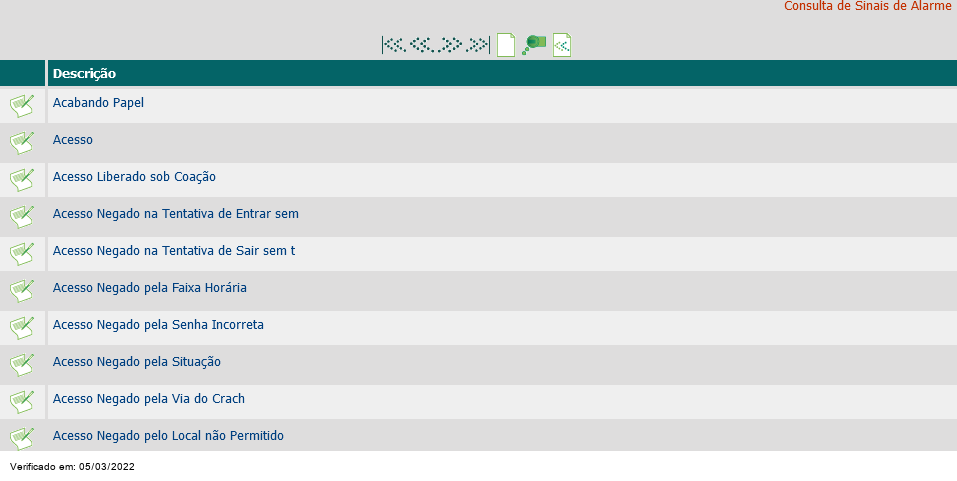 Consulta de Sinais de Alarme
Descrição
Acabando Papel
Acesso
Acesso Liberado sob Coação
Acesso Negado na Tentativa de Entrar sem
Acesso Negado na Tentativa de Sair sem t
Acesso Negado pela Faixa Horária
Acesso Negado pela Senha Incorreta
Acesso Negado pela Situação
Acesso Negado pela Via do Crach
Acesso Negado pelo Local não Permitido
Verificado em: 05/03/2022